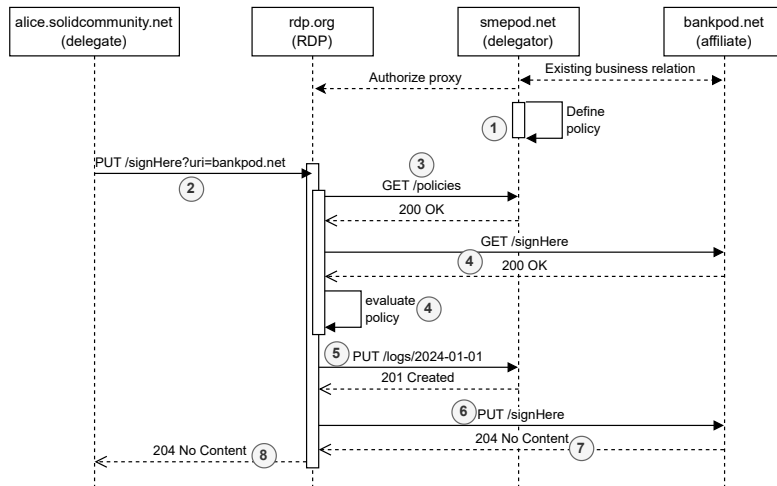 alice.solidcommunity.net
(delegate)
rdp.org
(RDP)
smepod.net
(delegator)
bankpod.net
(affiliate)
Existing business relation
Authorize proxy
1
Define
policy
PUT /signHere?uri=bankpod.net
2
3
GET /policies
200 OK
GET /signHere
4
200 OK
evaluate
policy
4
5
PUT /logs/2024-01-01
201 Created
6
PUT /signHere
204 No Content
7
204 No Content
8